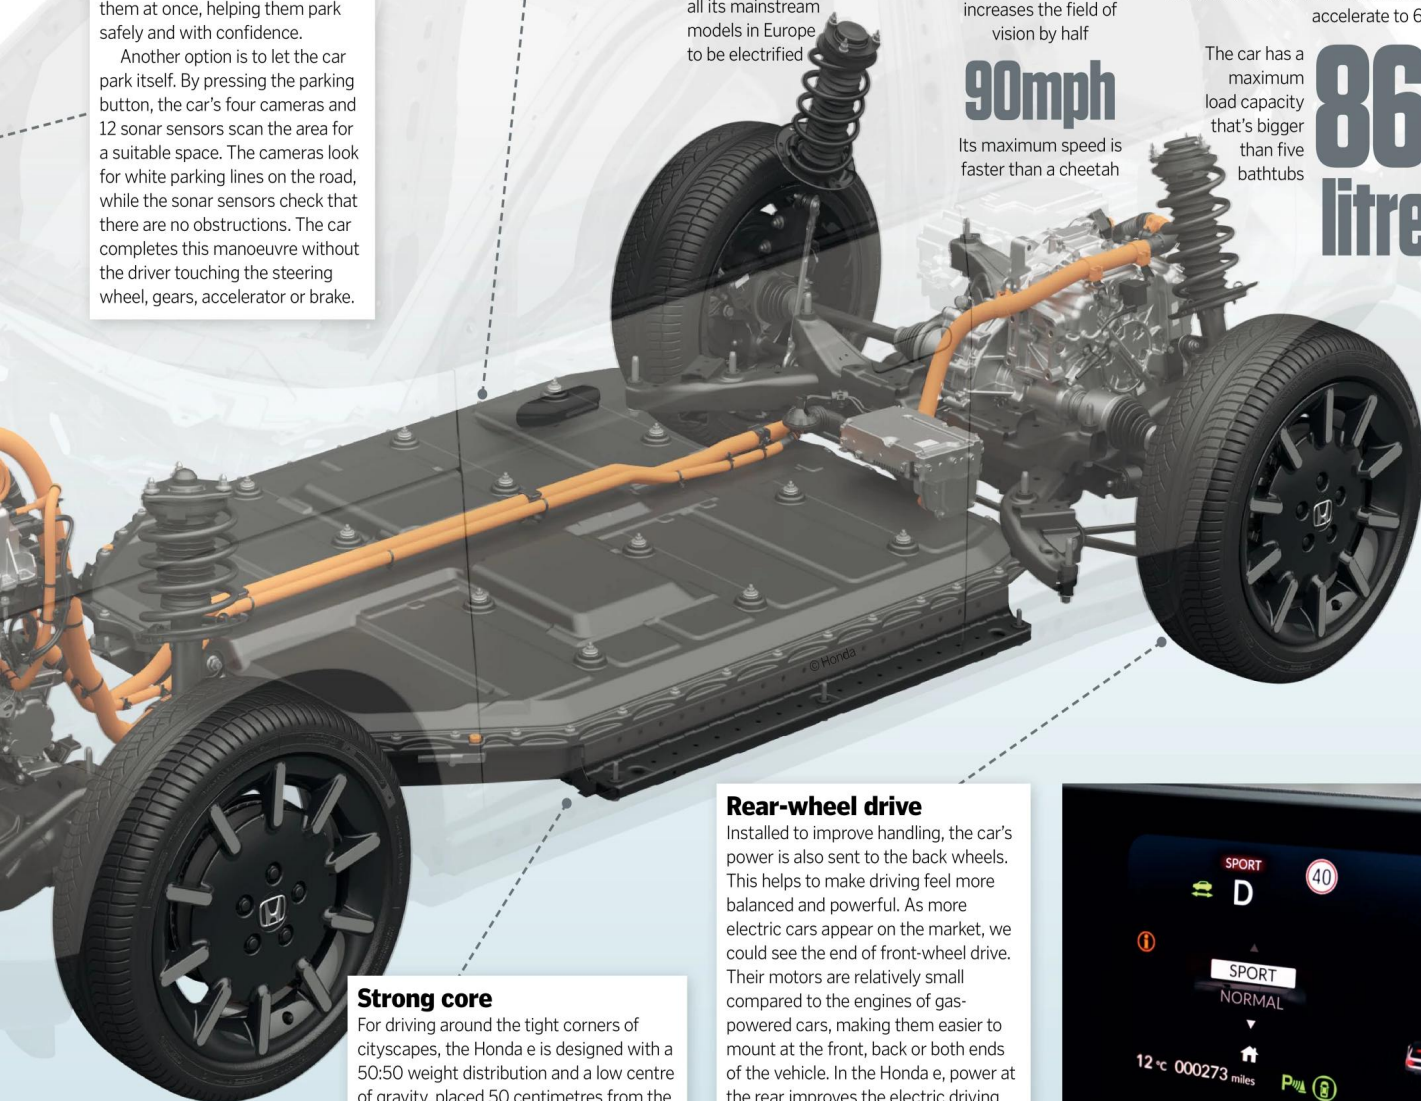 them at once, helping them park
safely and with confidence.
Another option is to let the car
park itself. By pressing the parking
button, the car's four cameras and
12 sonar sensors scan the area for
a suitable space. The cameras look
for white parking lines on the road,
while the sonar sensors check that
there are no obstructions. The car
completes this manoeuvre without
the driver touching the steering
wheel, gears, accelerator or brake.
all its mainstream
models in Europe
to be electrified
increases the field of
vision by half
90mph
Its maximum speed is
faster than a cheetah
accelerate to 6
The car has a
maximum
load capacity
that's bigger
than five
bathtubs
86
litre
© Honda
Strong core
For driving around the tight corners of
cityscapes, the Honda e is designed with a
50:50 weight distribution and a low centre
of gravity, placed 50 centimetres from the
Rear-wheel drive
Installed to improve handling, the car's
power is also sent to the back wheels.
This helps to make driving feel more
balanced and powerful. As more
electric cars appear on the market, we
could see the end of front-wheel drive.
Their motors are relatively small
compared to the engines of gas-
powered cars, making them easier to
mount at the front, back or both ends
of the vehicle. In the Honda e, power at
the rear improves the electric driving
SPORT
D
40
SPORT
NORMAL
12°C 000273 miles
P